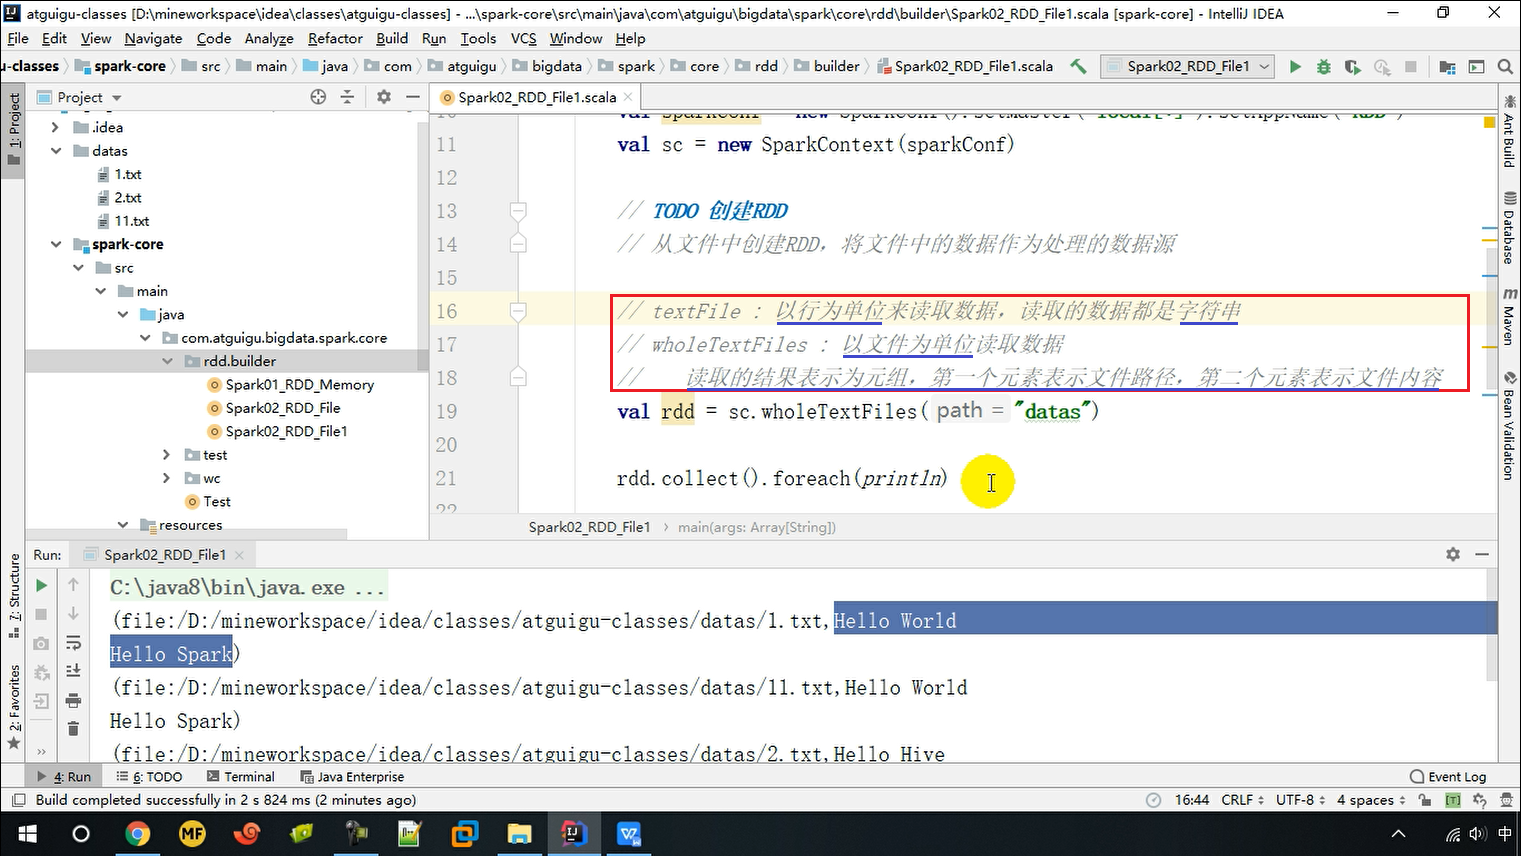 atguigu-classes [D:\mineworkspace\idea\classes\atguigu-classes] - ...\spark-core\src\main\java\com\atguigu\bigdata\spark\core\rdd\builder\Spark02_RDD_File1.scala [spark-core] - IntelliJ IDEA
File Edit View Navigate Code Analyze Refactor Build Run Tools VCS Window Help
u-classes spark-core src main java com atguigu bigdata spark core rdd builder Spark02_RDD_File1.scala Spark02_RDD_File1
1: Project
Project
.idea
datas
1.txt
2.txt
11.txt
spark-core
src
main
java
com.atguigu.bigdata.spark.core
rdd.builder
Spark01_RDD_Memory
Spark02_RDD_File
Spark02_RDD_File1
test
wc
Test
resources
Spark02_RDD_File1.scala
10 val sparkConf = new SparkConf().setMaster("local[*]").setAppName("RDD")
11 val sc = new SparkContext(sparkConf)
12
13 // TODO 创建RDD
14 // 从文件中创建RDD，将文件中的数据作为处理的数据源
15
16 // textFile : 以行为单位来读取数据，读取的数据都是字符串
17 // wholeTextFiles : 以文件为单位读取数据
18 // 读取的结果表示为元组，第一个元素表示文件路径，第二个元素表示文件内容
19 val rdd = sc.wholeTextFiles( path = "datas")
20
21 rdd.collect().foreach(println)
22
Spark02_RDD_File1 main(args: Array[String])
Ant Build
Database
Maven
Bean Validation
7: Structure
2: Favorites
Run: Spark02_RDD_File1
C:\java8\bin\java.exe ...
(file:/D:/mineworkspace/idea/classes/atguigu-classes/datas/1.txt,Hello World
Hello Spark)
(file:/D:/mineworkspace/idea/classes/atguigu-classes/datas/11.txt,Hello World
Hello Spark)
(file:/D:/mineworkspace/idea/classes/atguigu-classes/datas/2.txt,Hello Hive
4: Run 6: TODO Terminal Java Enterprise Event Log
Build completed successfully in 2 s 824 ms (2 minutes ago) 16:44 CRLF UTF-8 4 spaces
MF
中